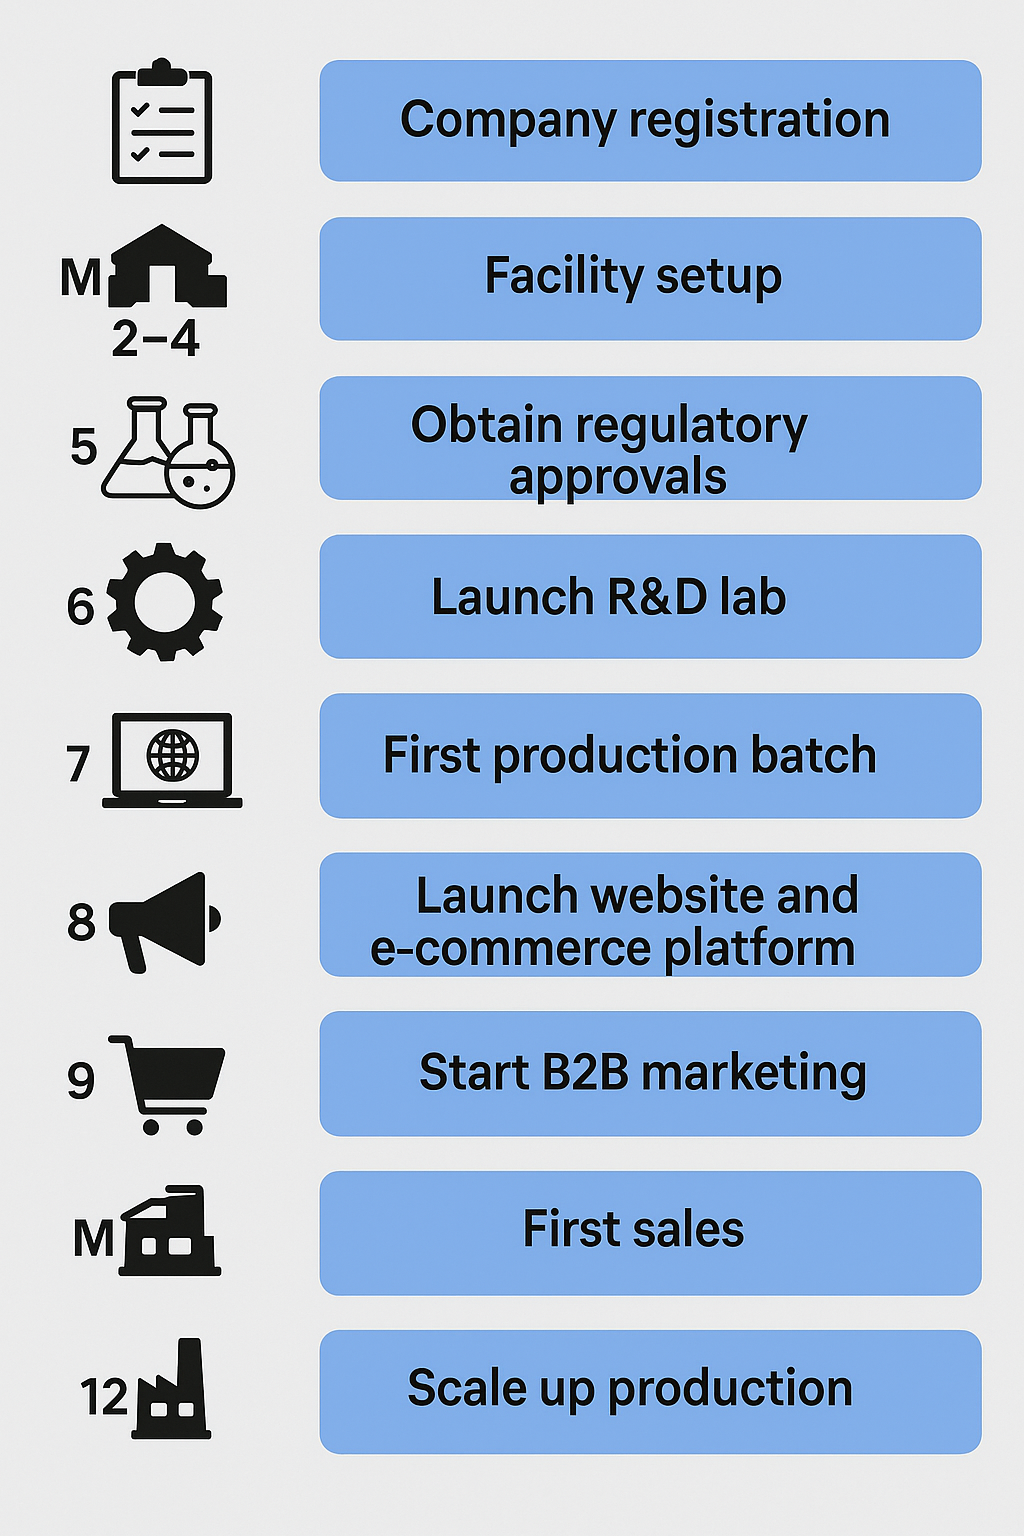 Company registration
M
2–4
Facility setup
5
Obtain regulatory
approvals
6
Launch R&D lab
7
First production batch
8
Launch website and
e-commerce platform
9
Start B2B marketing
M
First sales
12
Scale up production